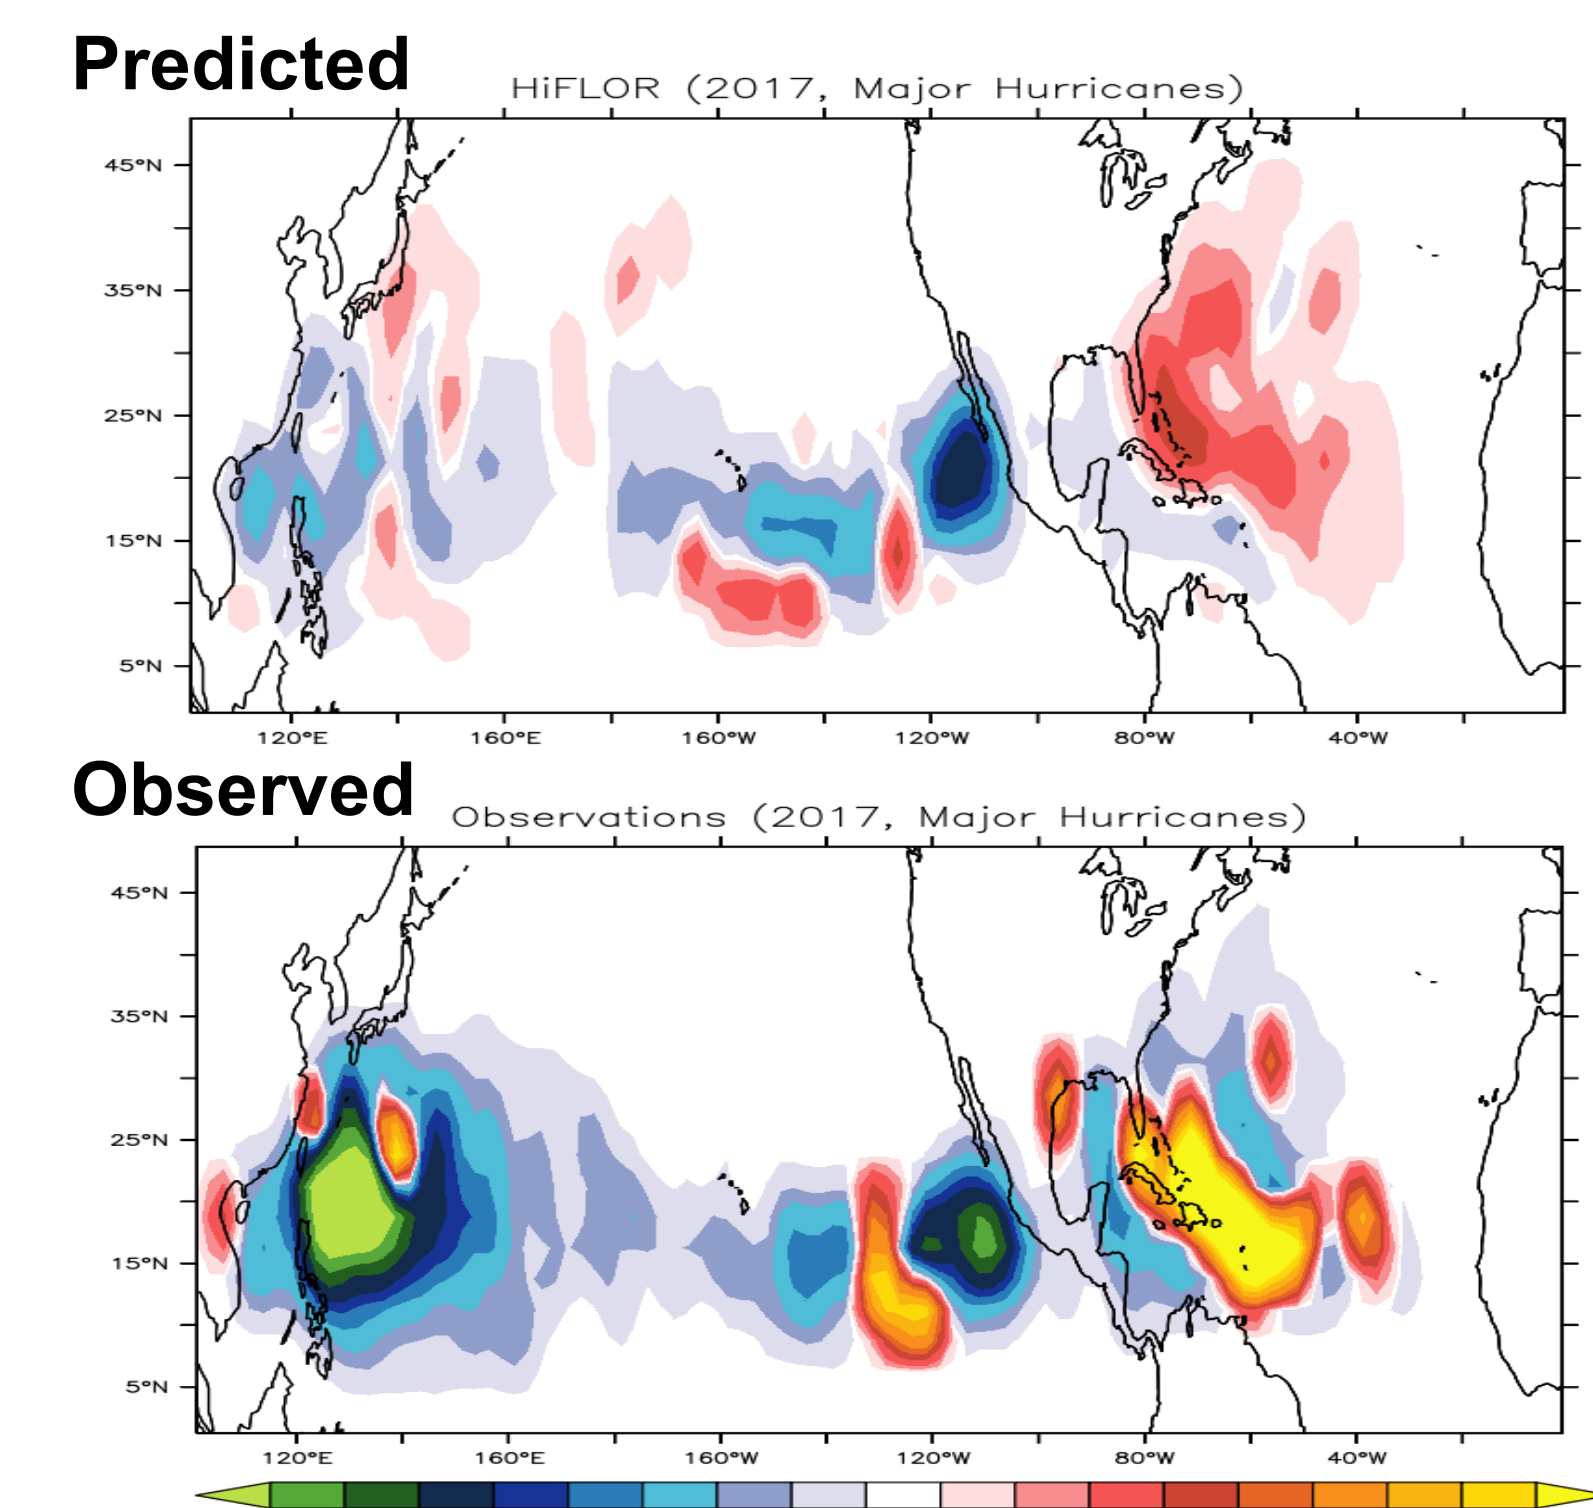 Predicted
HiFLOR (2017, Major Hurricanes)
45°N
35°N
25°N
15°N
5°N
120°E 160°E 160°W 120°W 80°W 40°W
Observed
Observations (2017, Major Hurricanes)
45°N
35°N
25°N
15°N
5°N
120°E 160°E 160°W 120°W 80°W 40°W